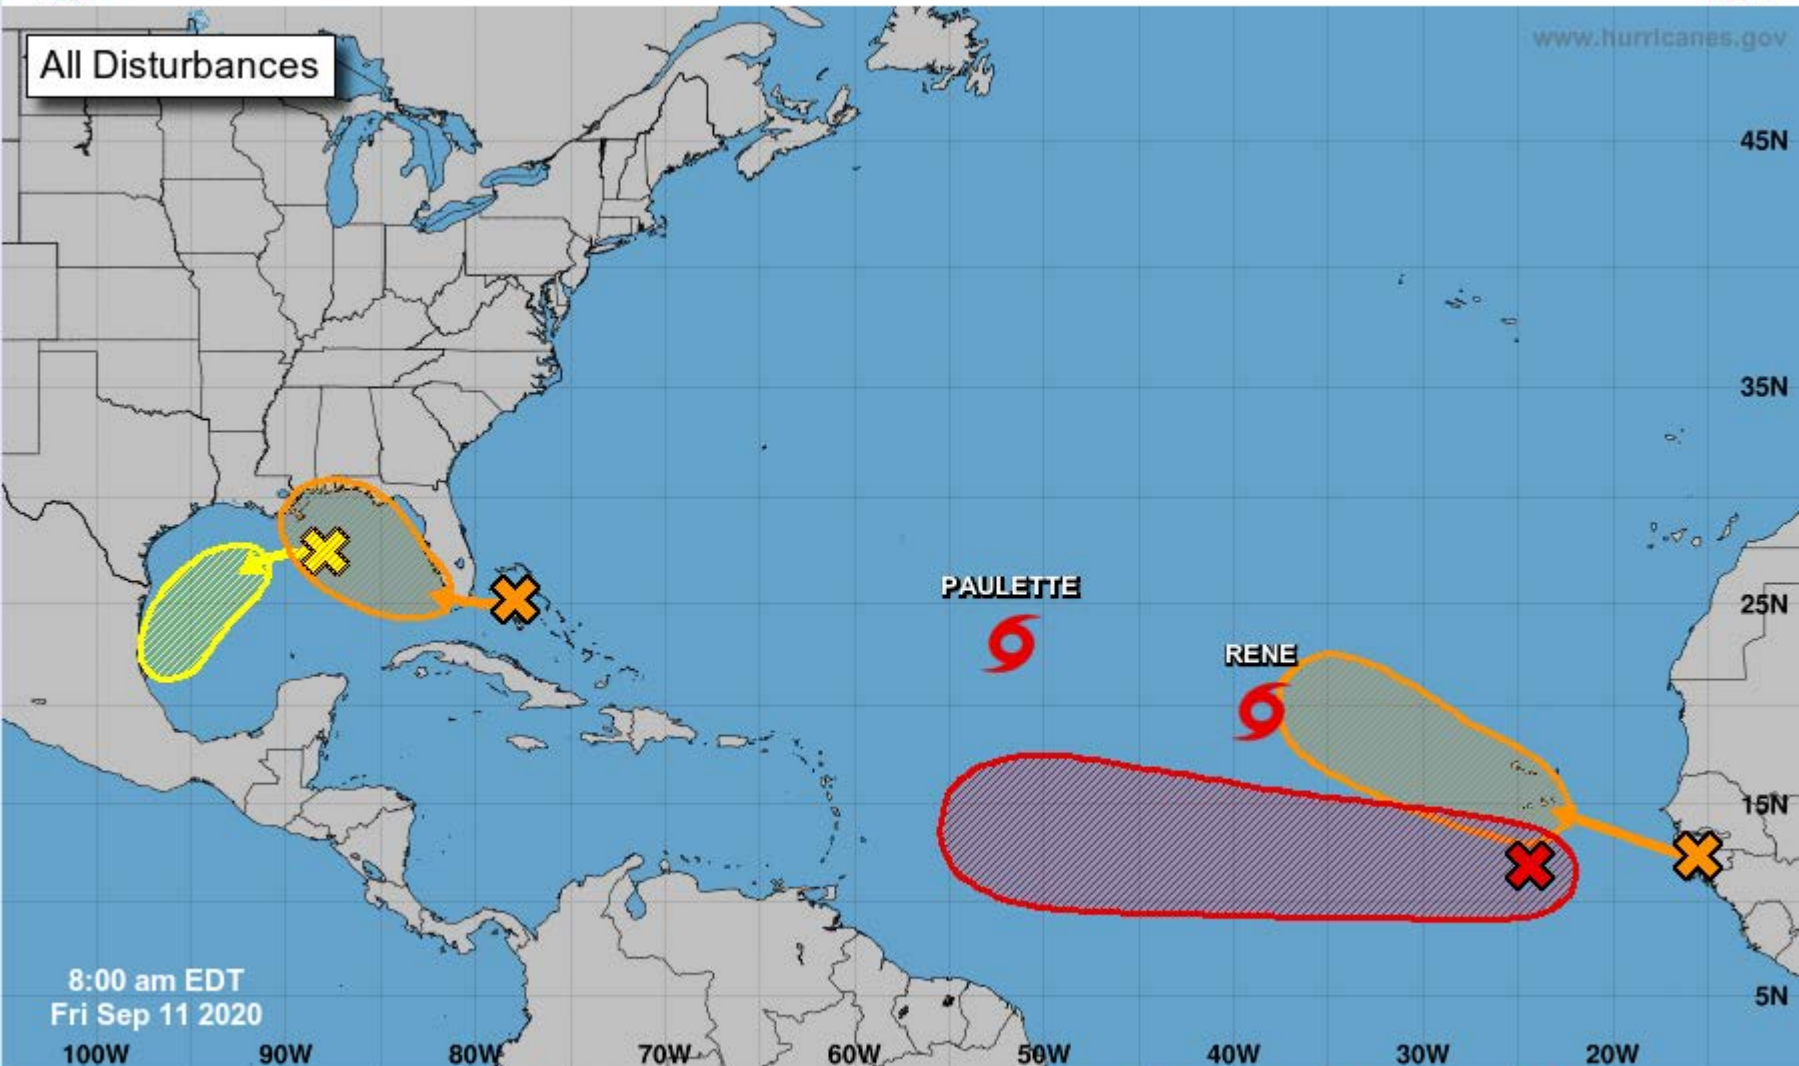 All Disturbances
www.hurricanes.gov
45N
35N
PAULETTE
25N
RENE
15N
8:00 am EDT
Fri Sep 11 2020
5N
100W 90W 80W 70W 60W 50W 40W 30W 20W